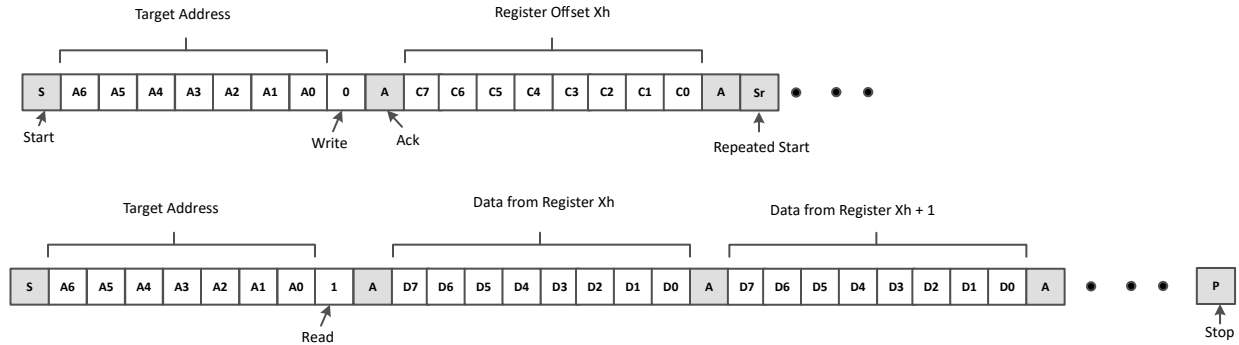 Target Address Register Offset Xh
S A6 A5 A4 A3 A2 A1 A0 0 A C7 C6 C5 C4 C3 C2 C1 C0 A Sr
Start Write Ack Repeated Start
Target Address Data from Register Xh Data from Register Xh + 1
S A6 A5 A4 A3 A2 A1 A0 1 A D7 D6 D5 D4 D3 D2 D1 D0 A D7 D6 D5 D4 D3 D2 D1 D0 A P
Read Stop